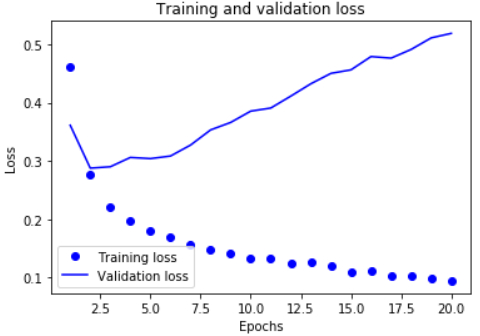 Training and validation loss
0.5
0.4
0.3
0.2
0.1
Loss
Training loss
Validation loss
2.5 5.0 7.5 10.0 12.5 15.0 17.5 20.0
Epochs